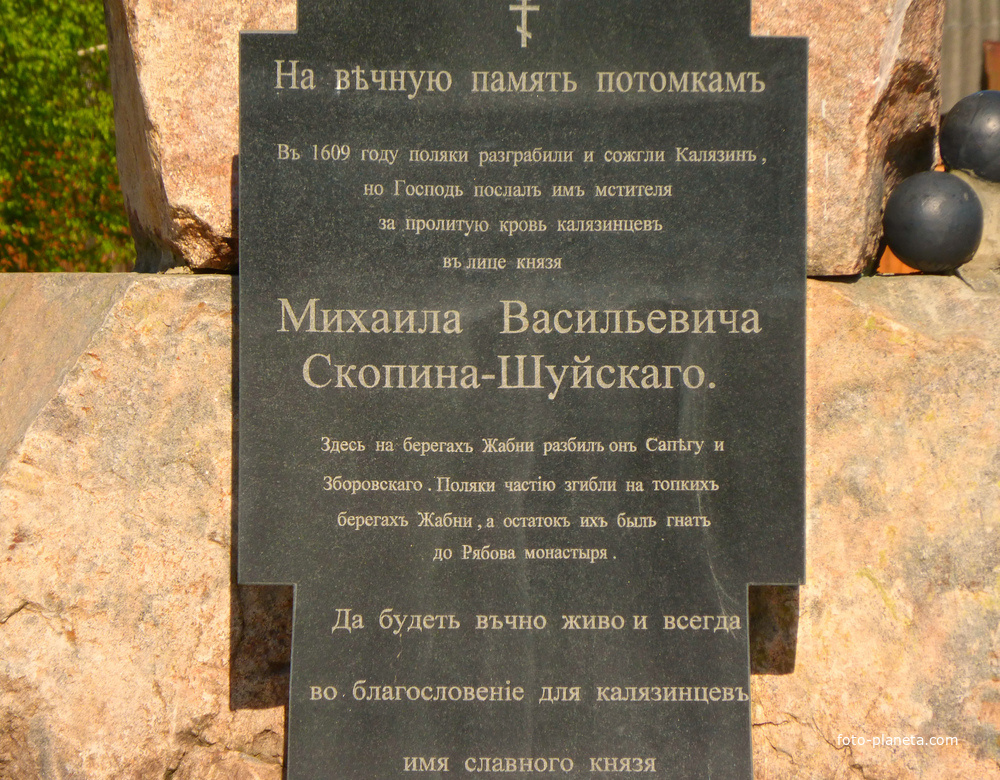 На вѣчную память потомкамъ
Въ 1609 году поляки разграбили и сожгли Калязинъ,
но Господь послалъ имъ мстителя
за пролитую кровь калязинцевъ
въ лице князя
Михаила Васильевича
Скопина-Шуйскаго.
Здесь на берегахъ Жабни разбилъ онъ Сапѣгу и
Зборовскаго. Поляки частію згибли на топкихъ
берегахъ Жабни, а остатокъ ихъ былъ гнатъ
до Рябова монастыря.
Да будеть въчно живо и всегда
во благословеніе для калязинцевъ
имя славного князя
foto-planeta.com